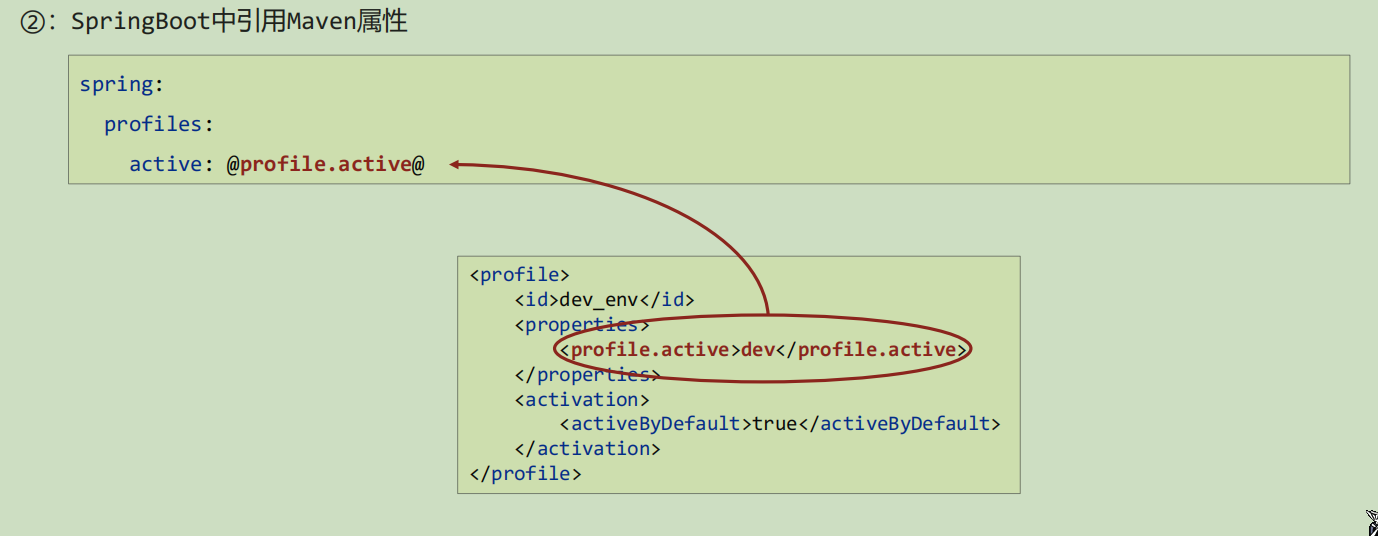 ②：SpringBoot中引用Maven属性
spring:
profiles:
active: @profile.active@
<profile>
<id>dev_env</id>
<properties>
<profile.active>dev</profile.active>
</properties>
<activation>
<activeByDefault>true</activeByDefault>
</activation>
</profile>